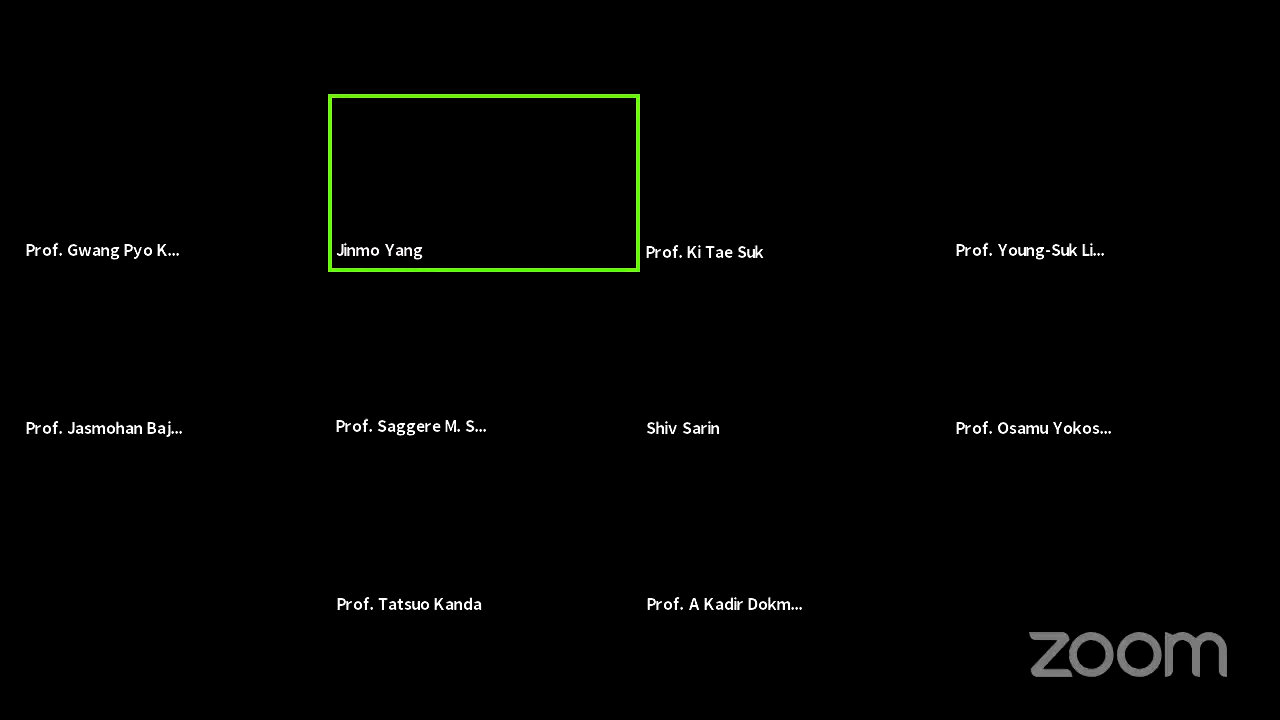 Prof. Gwang Pyo K...
Jinmo Yang
Prof. Ki Tae Suk
Prof. Young-Suk Li...
Prof. Jasmohan Baj...
Prof. Saggere M. S...
Shiv Sarin
Prof. Osamu Yokos...
Prof. Tatsuo Kanda
Prof. A Kadir Dokm...
zoom